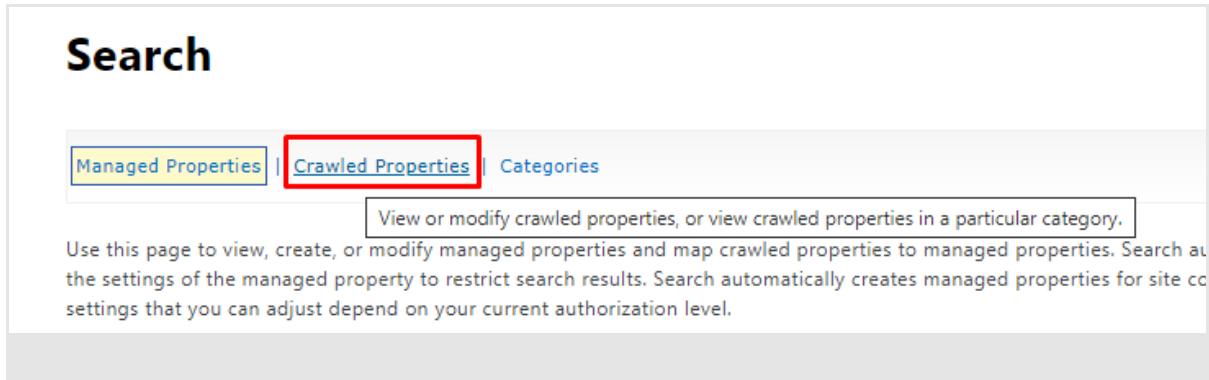 Search
Managed Properties | Crawled Properties | Categories
View or modify crawled properties, or view crawled properties in a particular category.
Use this page to view, create, or modify managed properties and map crawled properties to managed properties. Search
the settings of the managed property to restrict search results. Search automatically creates managed properties for site
settings that you can adjust depend on your current authorization level.